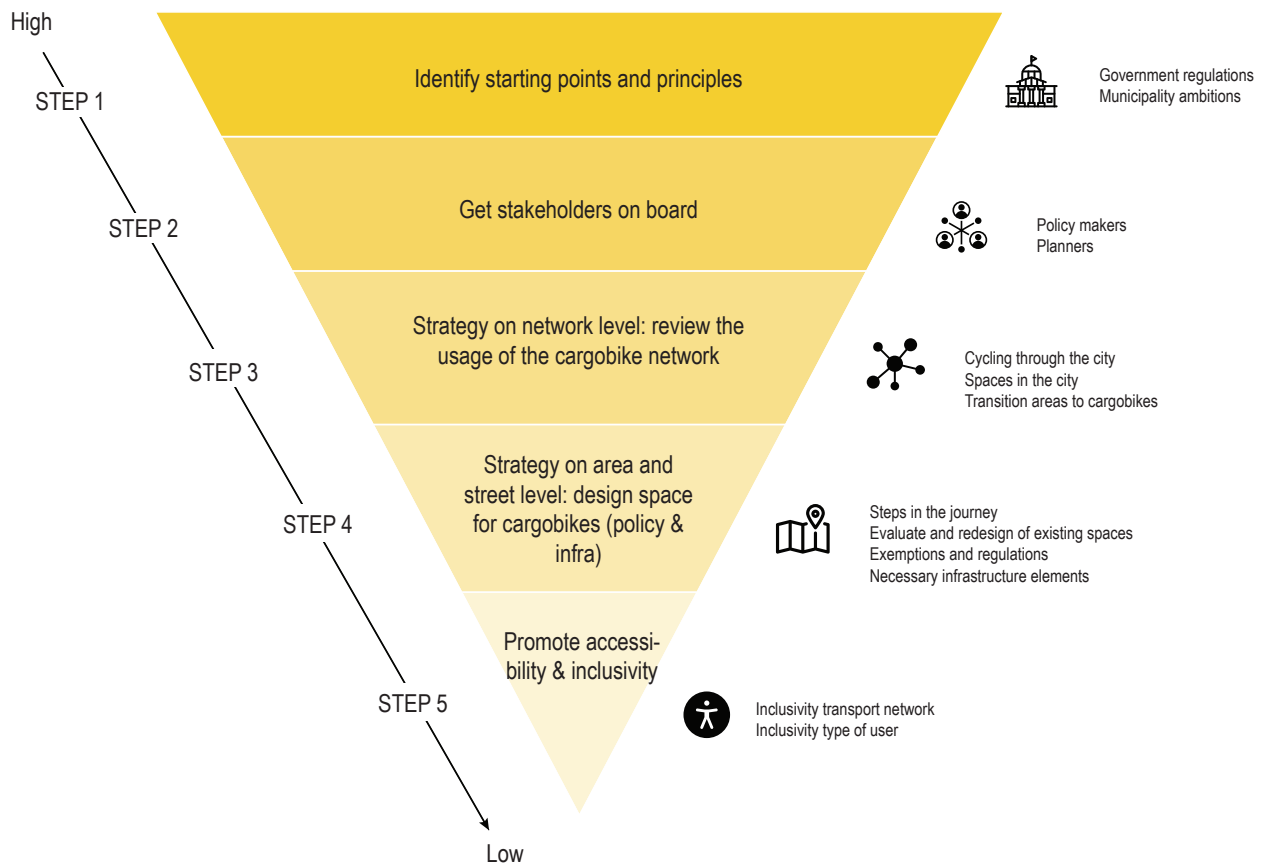 High
STEP 1
Identify starting points and principles
Government regulations
Municipality ambitions
STEP 2
Get stakeholders on board
Policy makers
Planners
STEP 3
Strategy on network level: review the
usage of the cargobike network
Cycling through the city
Spaces in the city
Transition areas to cargobikes
STEP 4
Strategy on area and
street level: design space
for cargobikes (policy &
infra)
Steps in the journey
Evaluate and redesign of existing spaces
Exemptions and regulations
Necessary infrastructure elements
STEP 5
Promote accessi-
bility & inclusivity
Inclusivity transport network
Inclusivity type of user
Low